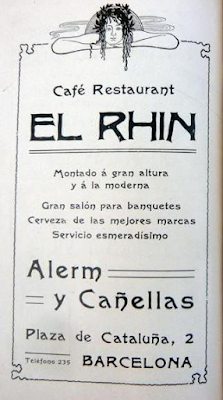 Café Restaurant
EL RHIN
Montado á gran altura
y á la moderna
Gran salón para banquetes
Cerveza de las mejores marcas
Servicio esmeradísimo
Alerm
y Cañellas
Plaza de Cataluña, 2
Teléfono 235 BARCELONA